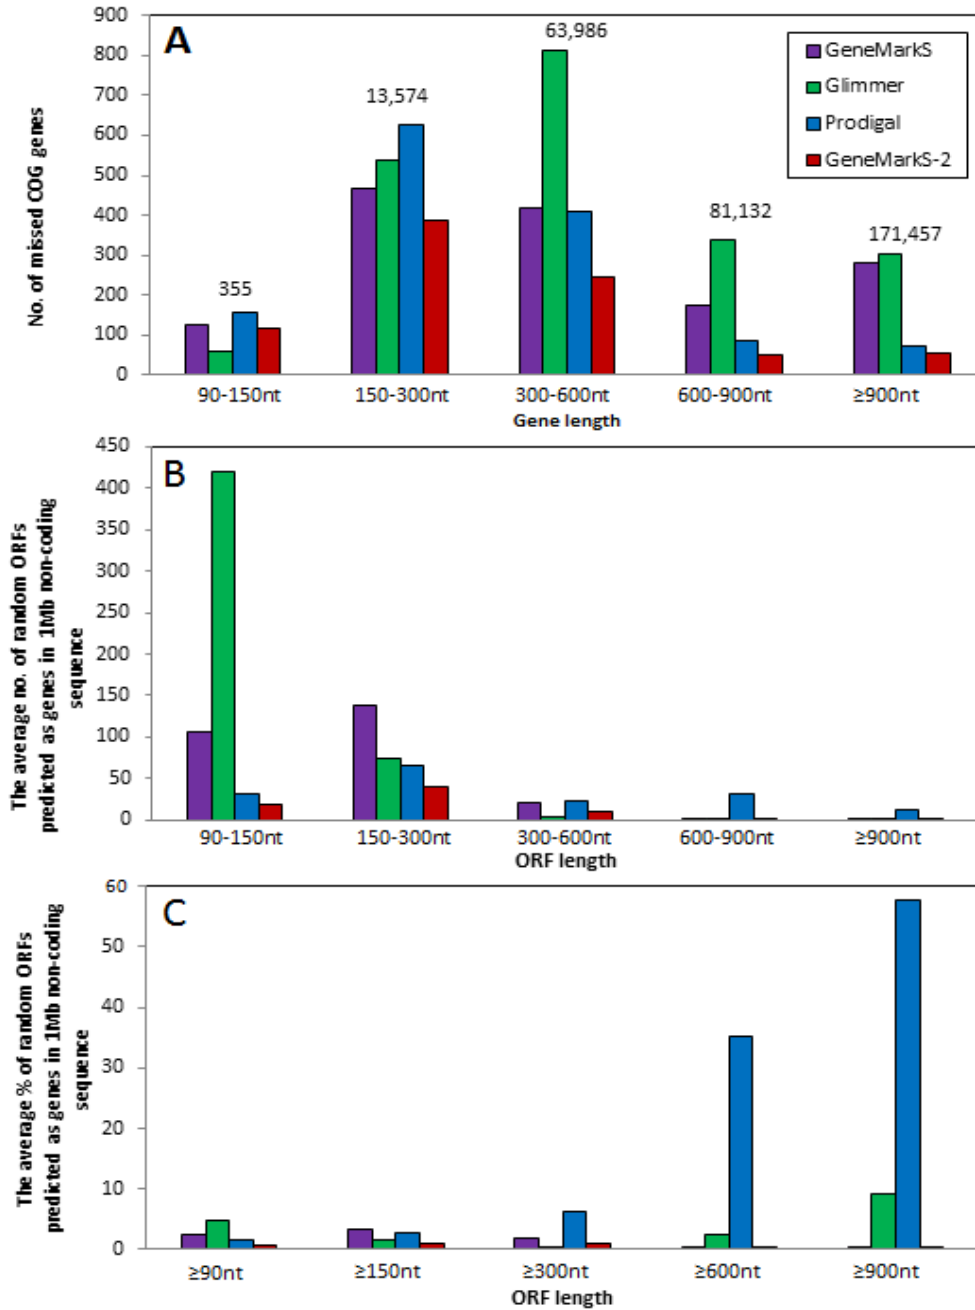 A
No. of missed COG genes
900
800
700
600
500
400
300
200
100
0
355
13,574
63,986
81,132
171,457
GeneMarkS
Glimmer
Prodigal
GeneMarkS-2
90-150nt
150-300nt
300-600nt
600-900nt
≥900nt
Gene length
B
The average no. of random ORFs
predicted as genes in 1Mb non-coding
sequence
450
400
350
300
250
200
150
100
50
0
90-150nt
150-300nt
300-600nt
600-900nt
≥900nt
ORF length
C
The average % of random ORFs
predicted as genes in 1Mb non-coding
sequence
60
50
40
30
20
10
0
≥90nt
≥150nt
≥300nt
≥600nt
≥900nt
ORF length